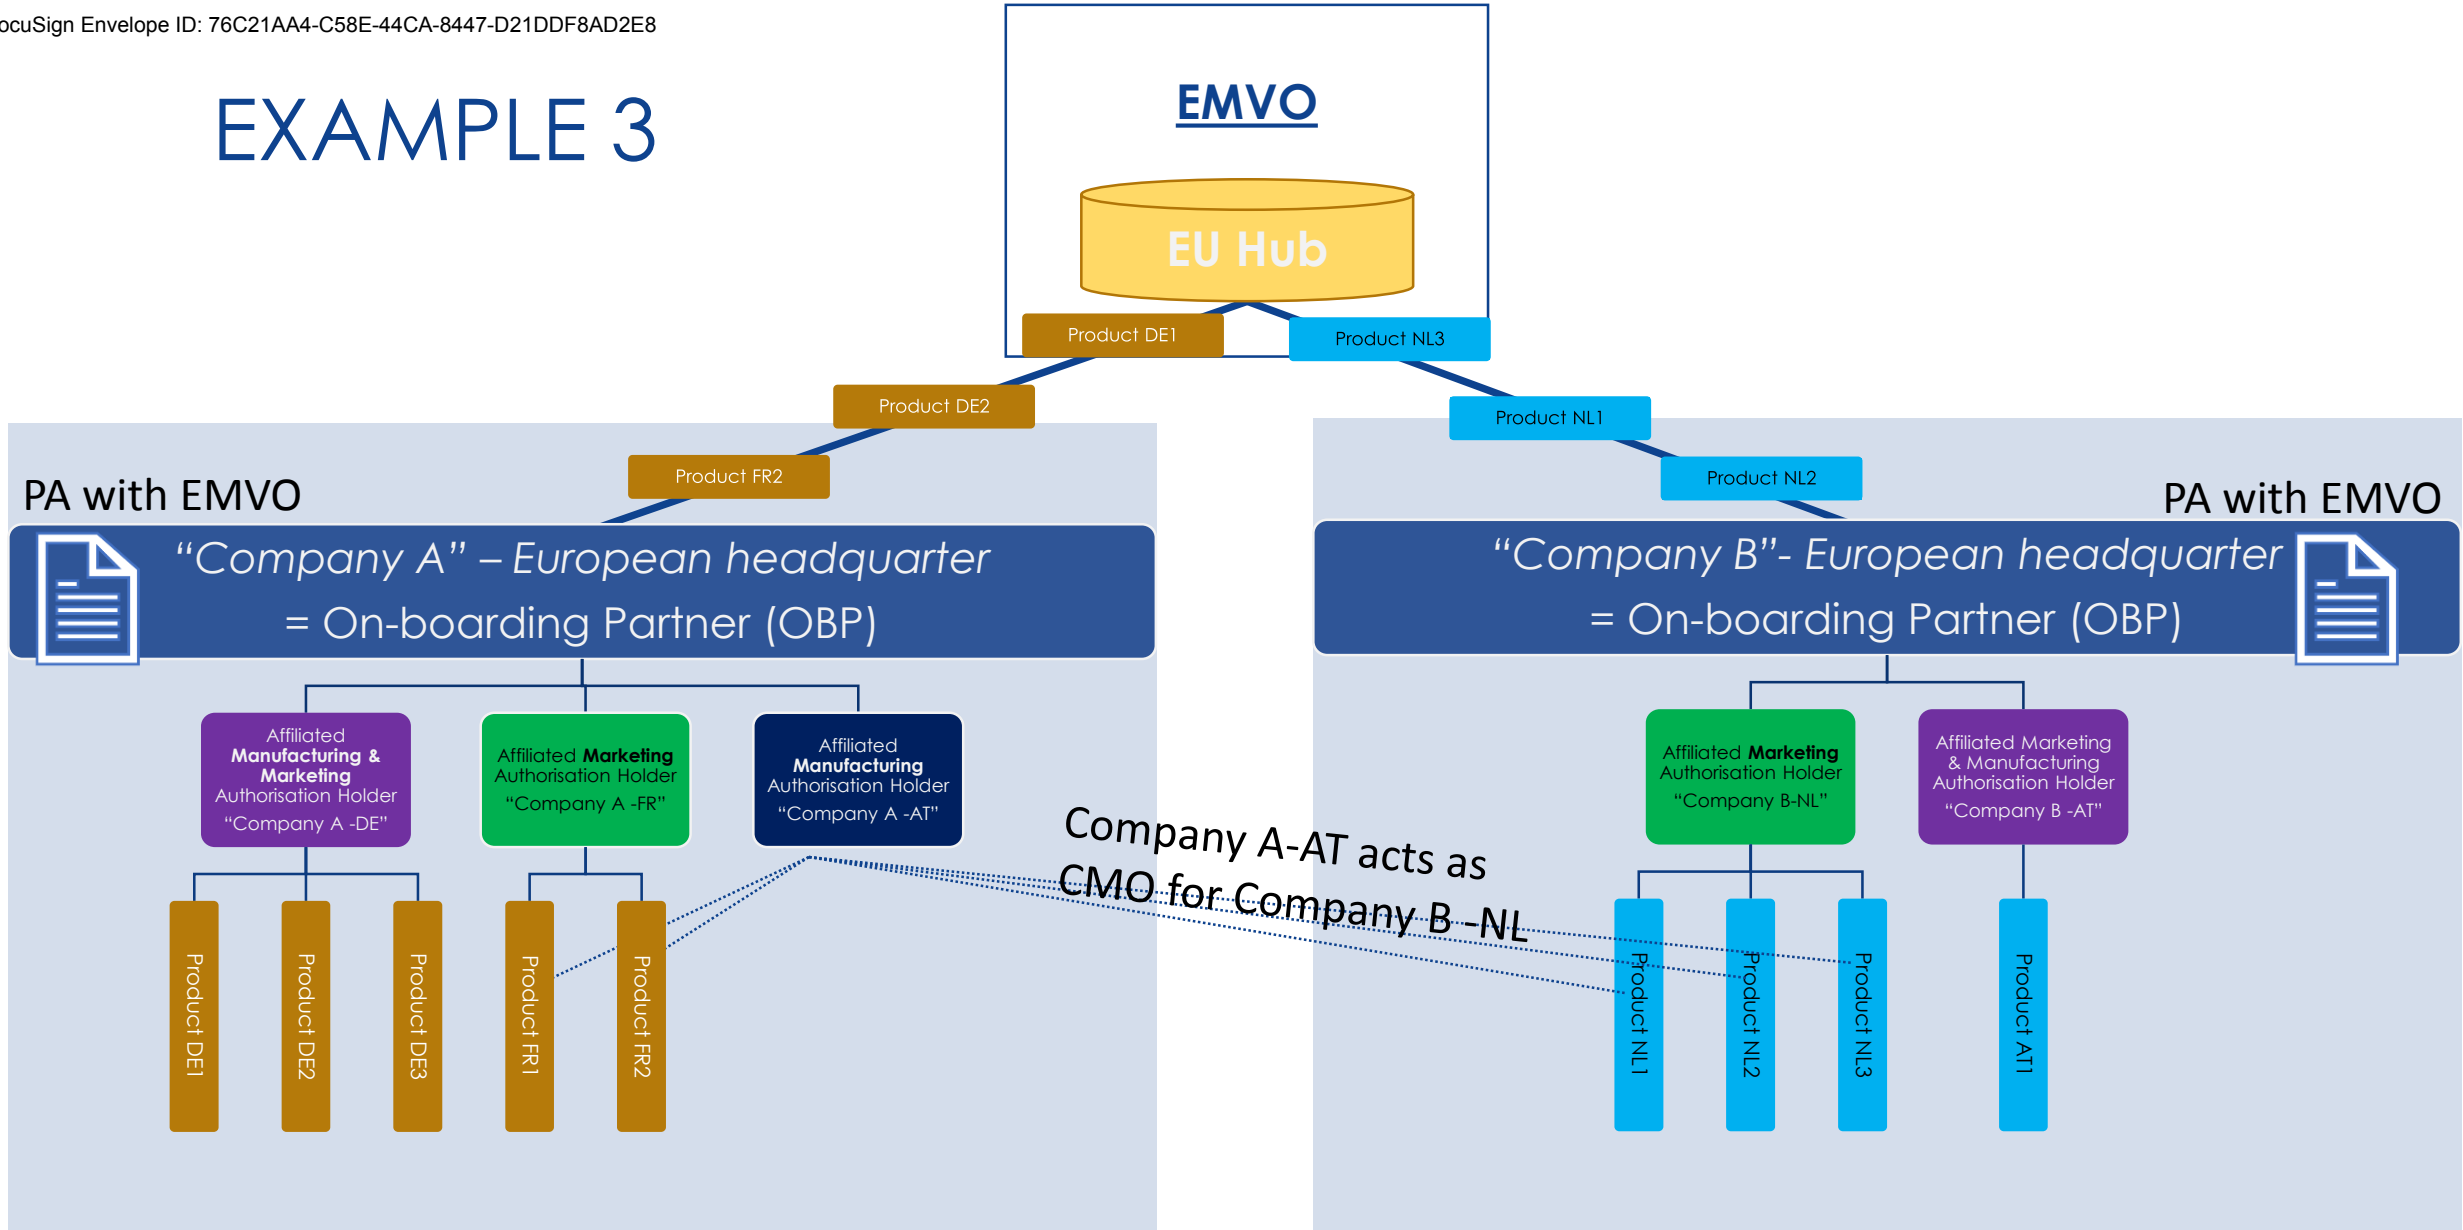 ocuSign Envelope ID: 76C21AA4-C58E-44CA-8447-D21DDF8AD2E8
EXAMPLE 3
EMVO
EU Hub
Product DE1
Product NL3
Product DE2
Product NL1
Product FR2
Product NL2
PA with EMVO
PA with EMVO
“Company A” – European headquarter
= On-boarding Partner (OBP)
“Company B”- European headquarter
= On-boarding Partner (OBP)
Affiliated
Manufacturing &
Marketing
Authorisation Holder
“Company A -DE”
Affiliated Marketing
Authorisation Holder
“Company A -FR”
Affiliated
Manufacturing
Authorisation Holder
“Company A -AT”
Affiliated Marketing
Authorisation Holder
“Company B-NL”
Affiliated Marketing
& Manufacturing
Authorisation Holder
“Company B -AT”
Company A-AT acts as
CMO for Company B -NL
Product DE1
Product DE2
Product DE3
Product FR1
Product FR2
Product NL1
Product NL2
Product NL3
Product AT1